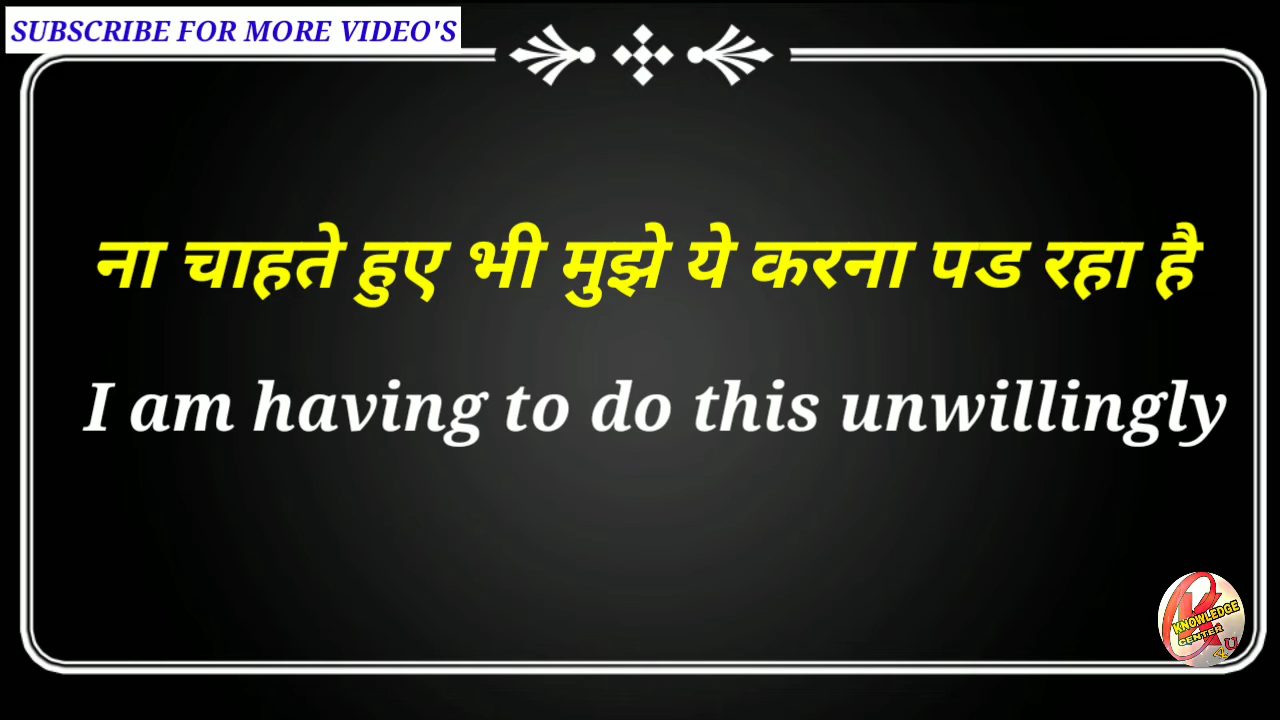 SUBSCRIBE FOR MORE VIDEO'S
ना चाहते हुए भी मुझे ये करना पड रहा है
I am having to do this unwillingly
KNOWLEDGE
CENTER